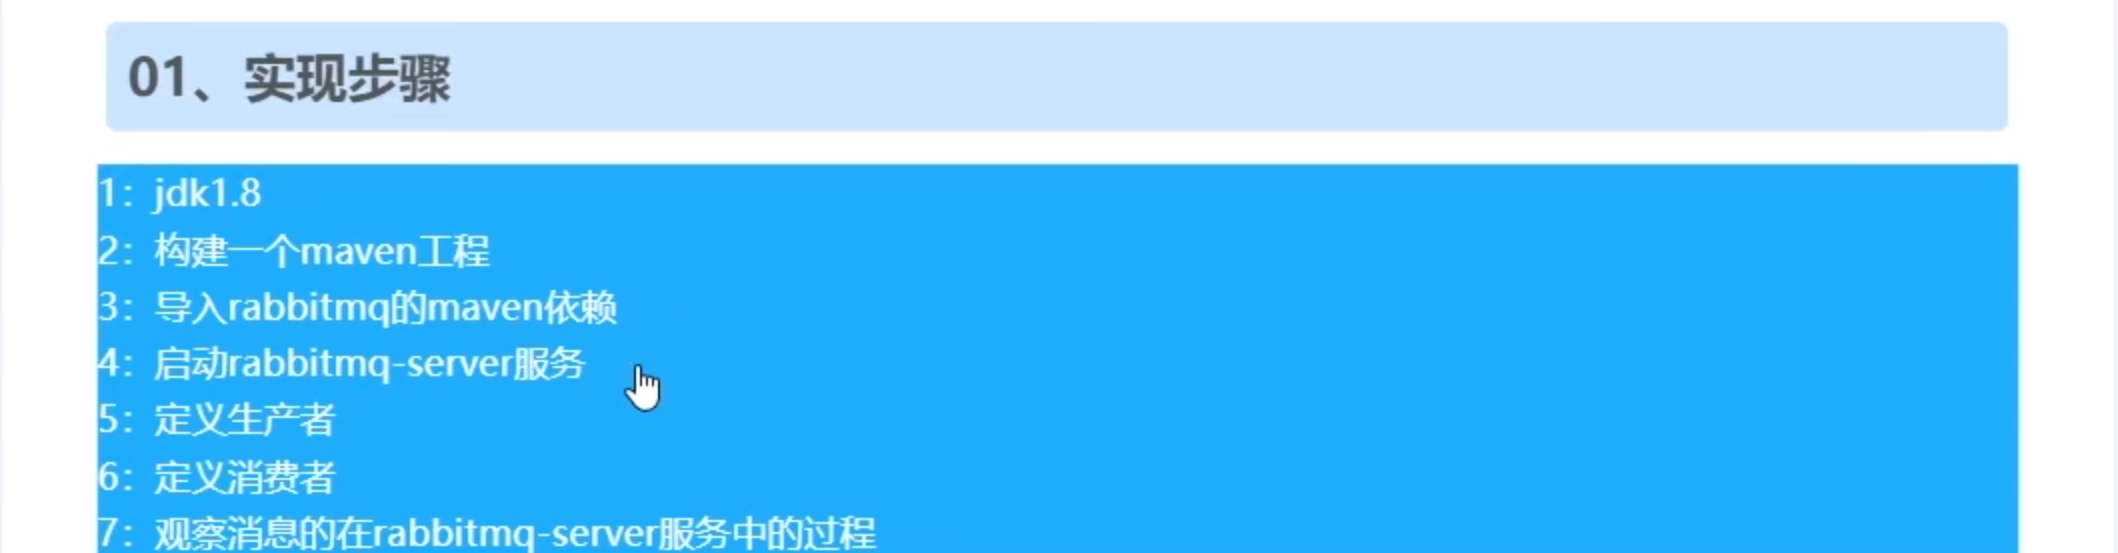 01、实现步骤
1：jdk1.8
2：构建一个maven工程
3：导入rabbitmq的maven依赖
4：启动rabbitmq-server服务
5：定义生产者
6：定义消费者
7：观察消息的在rabbitmq-server服务中的过程